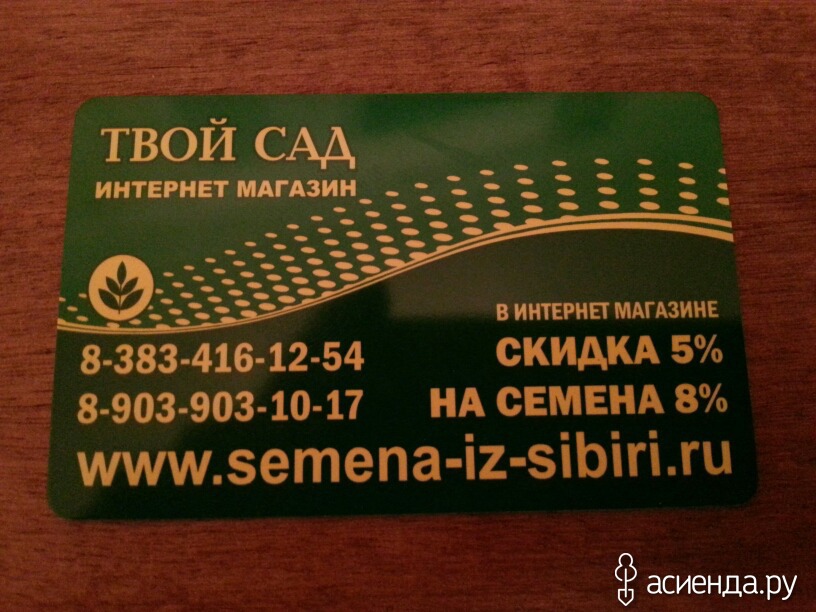 ТВОЙ САД
ИНТЕРНЕТ МАГАЗИН
В ИНТЕРНЕТ МАГАЗИНЕ
8-383-416-12-54
СКИДКА 5%
8-903-903-10-17
НА СЕМЕНА 8%
www.semena-iz-sibiri.ru
асиенда.ру